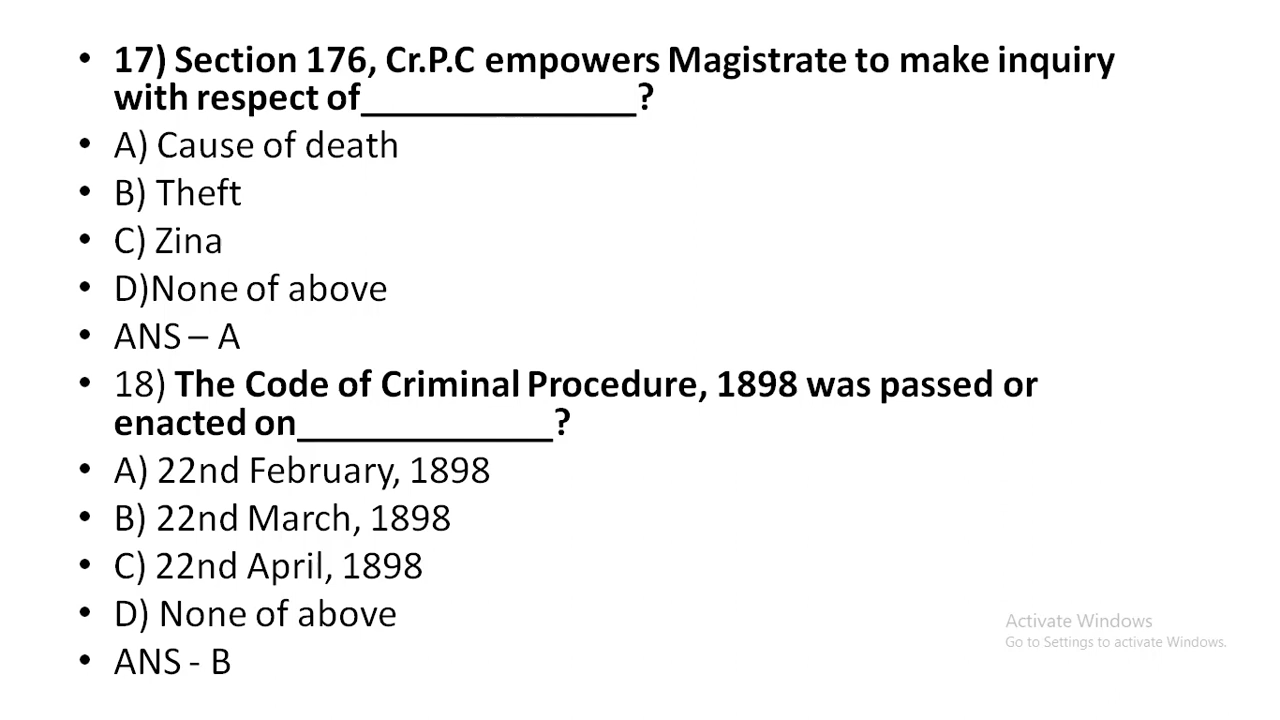 • 17) Section 176, Cr.P.C empowers Magistrate to make inquiry
with respect of______________?
• A) Cause of death
• B) Theft
• C) Zina
• D)None of above
• ANS – A
• 18) The Code of Criminal Procedure, 1898 was passed or
enacted on_____________?
• A) 22nd February, 1898
• B) 22nd March, 1898
• C) 22nd April, 1898
• D) None of above
• ANS - B
Activate Windows
Go to Settings to activate Windows.